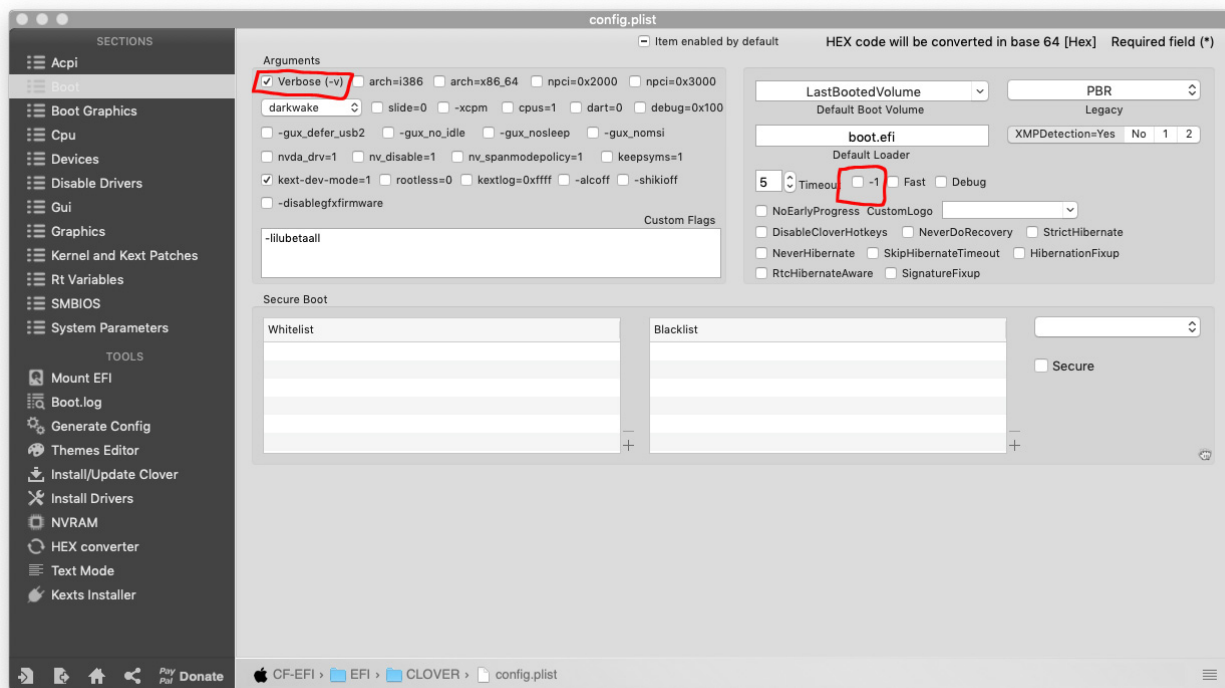 config.plist
SECTIONS
Acpi
Boot
Boot Graphics
Cpu
Devices
Disable Drivers
Gui
Graphics
Kernel and Kext Patches
Rt Variables
SMBIOS
System Parameters
TOOLS
Mount EFI
Boot.log
Generate Config
Themes Editor
Install/Update Clover
Install Drivers
NVRAM
HEX converter
Text Mode
Kexts Installer
Pay Pal Donate
Item enabled by default HEX code will be converted in base 64 [Hex] Required field (*)
Arguments
Verbose (-v) arch=i386 arch=x86_64 npci=0x2000 npci=0x3000
darkwake slide=0 -xcpm cpus=1 dart=0 debug=0x100
-gux_defer_usb2 -gux_no_idle -gux_nosleep -gux_nomsi
nvda_drv=1 nv_disable=1 nv_spanmodepolicy=1 keepsyms=1
kext-dev-mode=1 rootless=0 kextlog=0xffff -alcoff -shikioff
-disablegfxfirmware
Custom Flags
-lilubetaall
LastBootedVolume PBR
Default Boot Volume Legacy
boot.efi XMPDetection=Yes No 1 2
Default Loader
5 Timeout -1 Fast Debug
NoEarlyProgress CustomLogo
DisableCloverHotkeys NeverDoRecovery StrictHibernate
NeverHibernate SkipHibernateTimeout HibernationFixup
RtcHibernateAware SignatureFixup
Secure Boot
Whitelist Blacklist
Secure
CF-EFI › EFI › CLOVER › config.plist